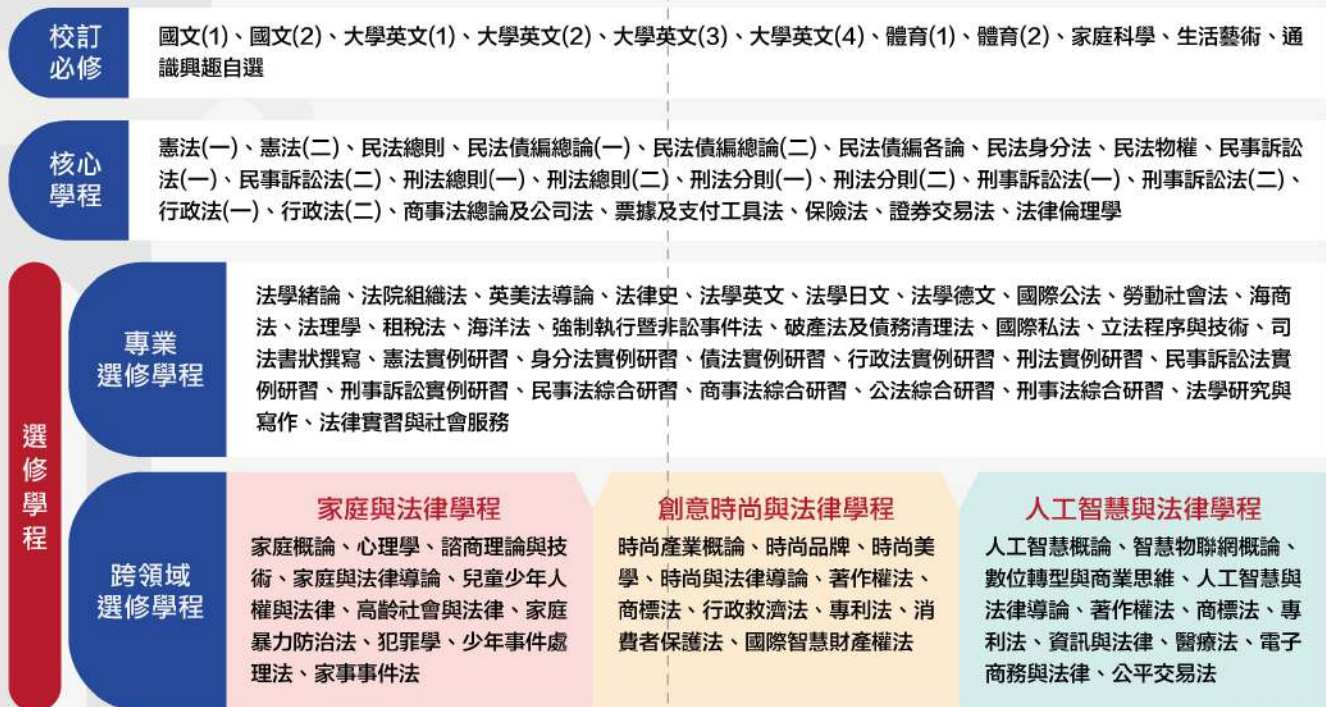 校訂
必修
國文(1)、國文(2)、大學英文(1)、大學英文(2)、大學英文(3)、大學英文(4)、體育(1)、體育(2)、家庭科學、生活藝術、通
識興趣自選
核心
學程
憲法(一)、憲法(二)、民法總則、民法債編總論(一)、民法債編總論(二)、民法債編各論、民法身分法、民法物權、民事訴訟
法(一)、民事訴訟法(二)、刑法總則(一)、刑法總則(二)、刑法分則(一)、刑法分則(二)、刑事訴訟法(一)、刑事訴訟法(二)、
行政法(一)、行政法(二)、商事法總論及公司法、票據及支付工具法、保險法、證券交易法、法律倫理學
選修學程
專業
選修學程
法學緒論、法院組織法、英美法導論、法律史、法學英文、法學日文、法學德文、國際公法、勞動社會法、海商
法、法理學、租稅法、海洋法、強制執行暨非訟事件法、破產法及債務清理法、國際私法、立法程序與技術、司
法書狀撰寫、憲法實例研習、身分法實例研習、債法實例研習、行政法實例研習、刑法實例研習、民事訴訟法實
例研習、刑事訴訟實例研習、民事法綜合研習、商事法綜合研習、公法綜合研習、刑事法綜合研習、法學研究與
寫作、法律實習與社會服務
跨領域
選修學程
家庭與法律學程
家庭概論、心理學、諮商理論與技
術、家庭與法律導論、兒童少年人
權與法律、高齡社會與法律、家庭
暴力防治法、犯罪學、少年事件處
理法、家事事件法
創意時尚與法律學程
時尚產業概論、時尚品牌、時尚美
學、時尚與法律導論、著作權法、
商標法、行政救濟法、專利法、消
費者保護法、國際智慧財產權法
人工智慧與法律學程
人工智慧概論、智慧物聯網概論、
數位轉型與商業思維、人工智慧與
法律導論、著作權法、商標法、專
利法、資訊與法律、醫療法、電子
商務與法律、公平交易法